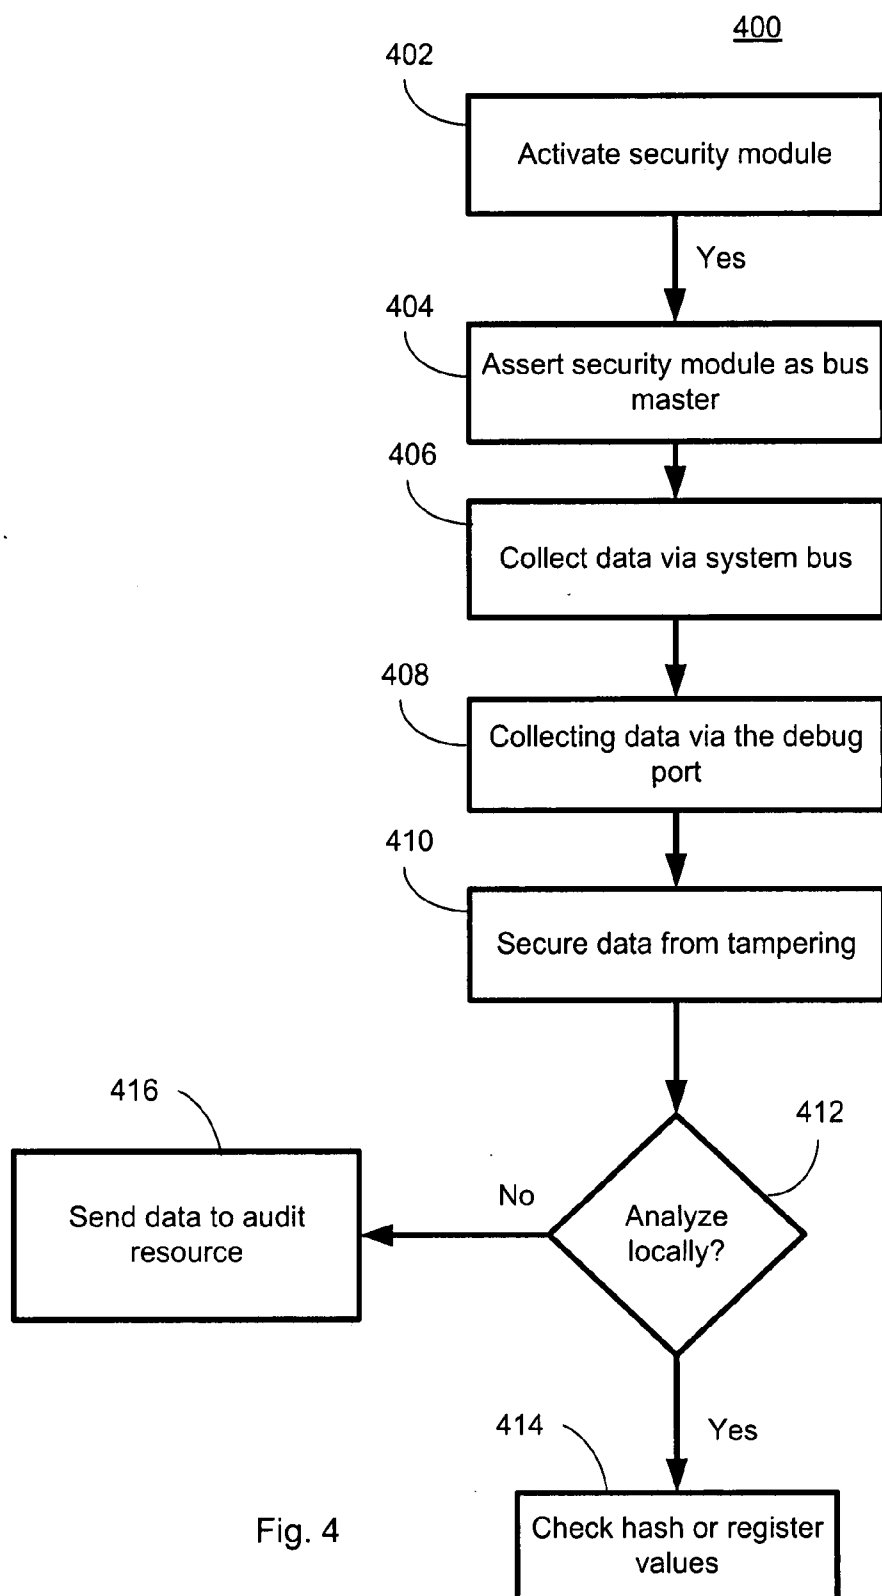 400
402
Activate security module
Yes
404
Assert security module as bus
master
406
Collect data via system bus
408
Collecting data via the debug
port
410
Secure data from tampering
416
412
Send data to audit
resource
No
Analyze
locally?
414
Yes
Check hash or register
values
Fig. 4